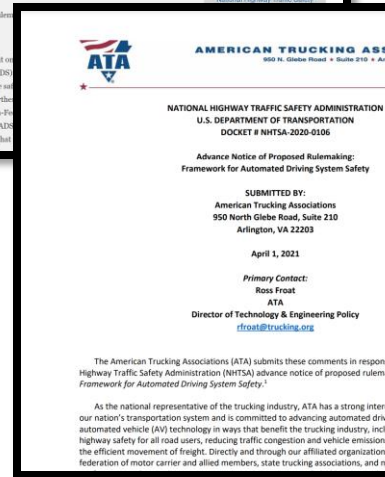 National Highway Traffic Safety
ATA
AMERICAN TRUCKING ASS
950 N. Glebe Road ★ Suite 210 ★ Ar
NATIONAL HIGHWAY TRAFFIC SAFETY ADMINISTRATION
U.S. DEPARTMENT OF TRANSPORTATION
DOCKET # NHTSA-2020-0106
Advance Notice of Proposed Rulemaking:
Framework for Automated Driving System Safety
SUBMITTED BY:
American Trucking Associations
950 North Glebe Road, Suite 210
Arlington, VA 22203
April 1, 2021
Primary Contact:
Ross Froat
ATA
Director of Technology & Engineering Policy
rfroat@trucking.org
The American Trucking Associations (ATA) submits these comments in respon
Highway Traffic Safety Administration (NHTSA) advance notice of proposed rulem
Framework for Automated Driving System Safety.1
As the national representative of the trucking industry, ATA has a strong inter
our nation's transportation system and is committed to advancing automated driv
automated vehicle (AV) technology in ways that benefit the trucking industry, incl
highway safety for all road users, reducing traffic congestion and vehicle emission
the efficient movement of freight. Directly and through our affiliated organization
federation of motor carrier and allied members, state trucking associations, and n